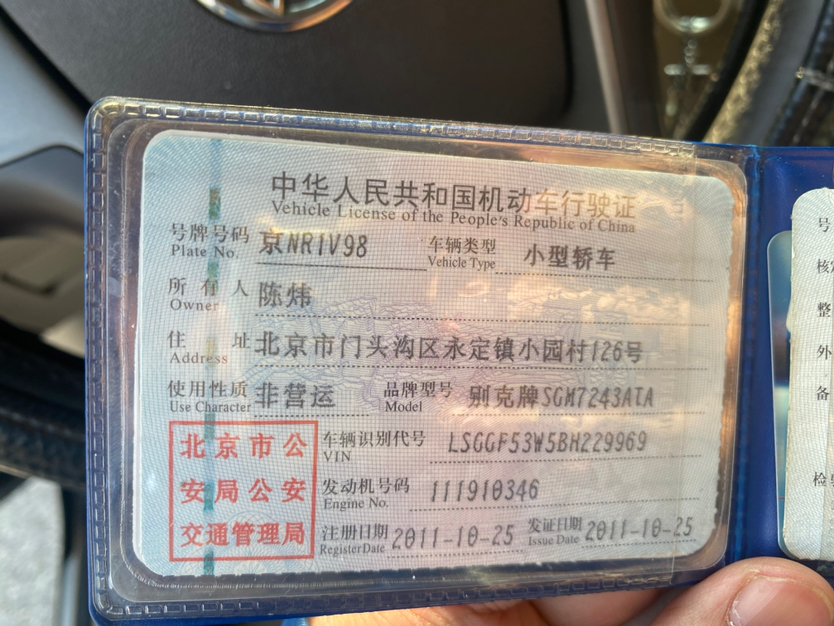 中华人民共和国机动车行驶证
Vehicle License of the People's Republic of China
号牌号码 京NR1V98 车辆类型 小型轿车
Plate No. Vehicle Type
所有人 陈炜
Owner
住址 北京市门头沟区永定镇小园村126号
Address
使用性质 非营运 品牌型号 别克牌SGM7243ATA
Use Character Model
北京市公
安局公安
交通管理局
车辆识别代号 LSGGF53W5BH229969
VIN
发动机号码 111910346
Engine No.
注册日期 2011-10-25 发证日期 2011-10-25
Register Date Issue Date
号
核
整
外
备
检